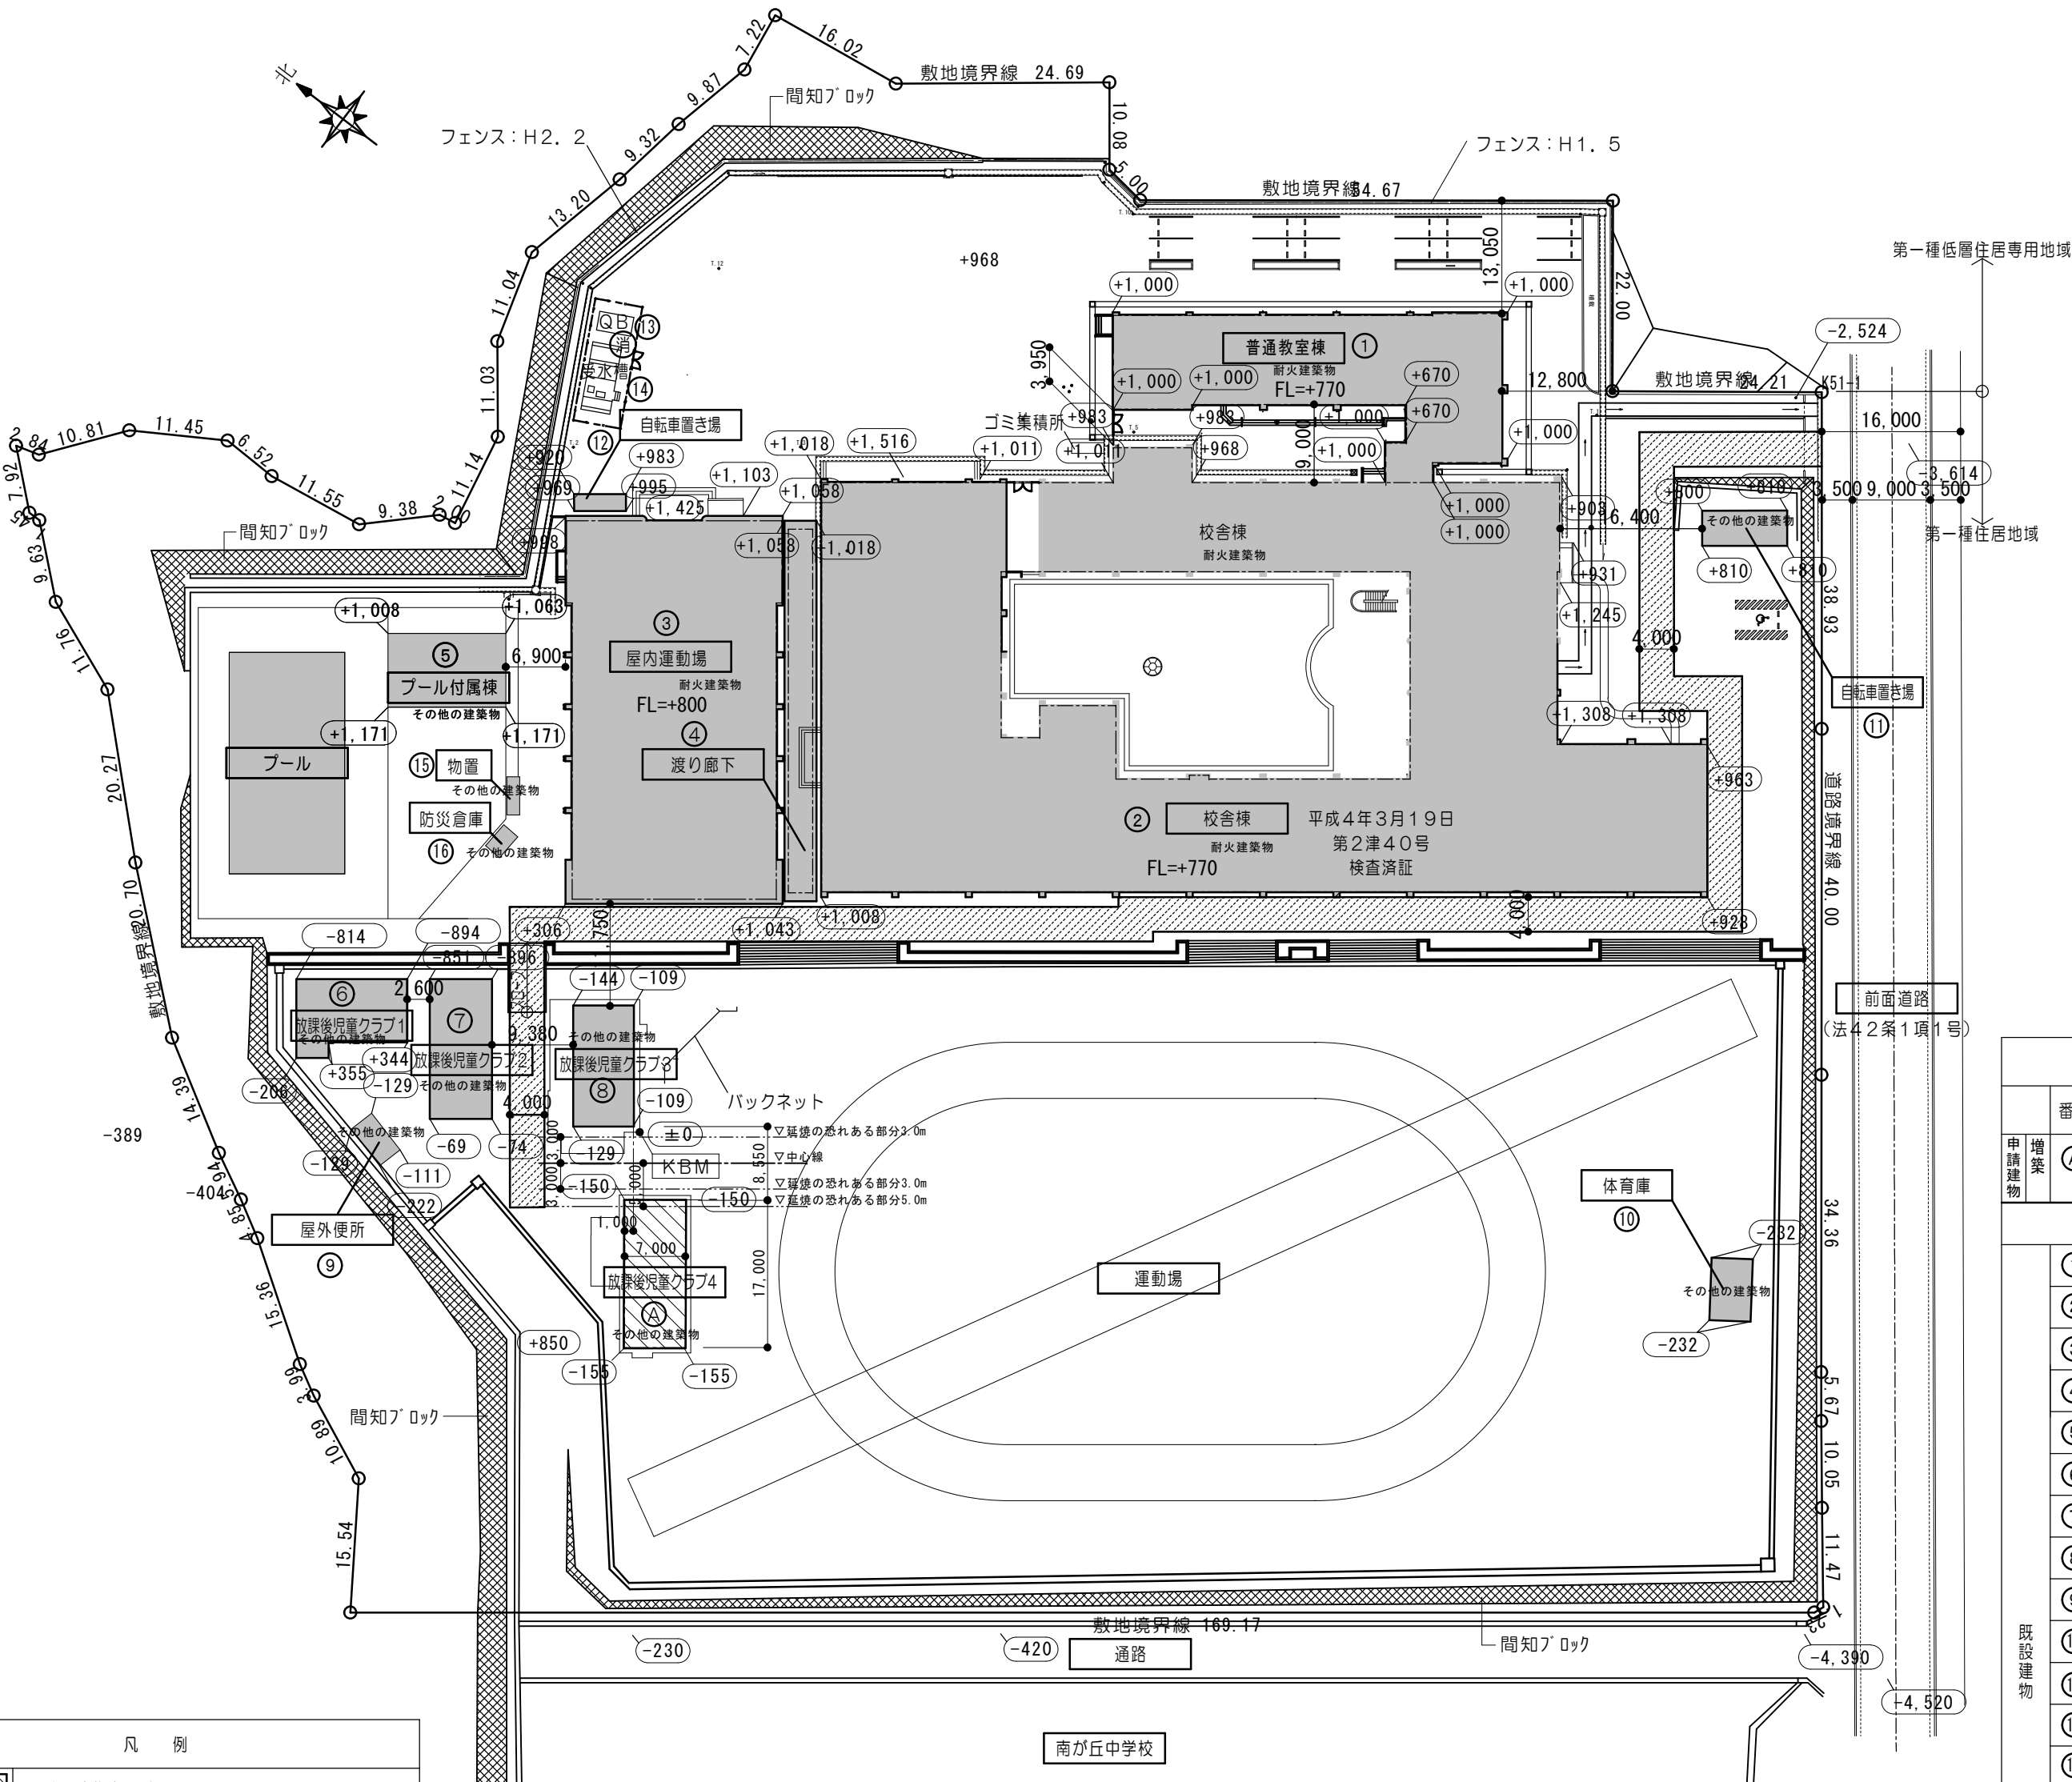 北
7.22
16.02
敷地境界線 24.69
9.87
間知ブロック
9.32
10.08
フェンス：H2.2
フェンス：H1.5
5.00
13.20
敷地境界線
54.67
第一種低層住居専用地域
+968
13,050
22.00
11.04
+1,000
+1,000
-2,524
QB
⑬
消
普通教室棟
①
耐火建築物
FL=+770
受水槽
⑭
3,950
11.03
+1,000
+1,000
+670
12,800
敷地境界線
24.21
K51-1
自転車置き場
⑫
ゴミ集積所
+983
+983
+1,000
+670
16,000
2.84
10.81
11.45
6.52
11.55
9.38
2.00
11.14
7.92
+920
+983
+1,018
+1,516
+1,011
+1,011
+968
9,000
+1,000
+1,000
-3,614
+969
+995
+1,103
+1,058
+1,425
3,500
9,000
3,500
+810
その他の建築物
+903
16,400
間知ブロック
+998
+1,058
+1,018
校舎棟
耐火建築物
+1,000
+1,000
第一種住居地域
9.63
+931
+810
+810
+1,008
+1,063
+1,245
38.93
11.76
③
屋内運動場
耐火建築物
FL=+800
⑤
プール付属棟
その他の建築物
6,900
4,000
自転車置き場
⑪
+1,171
+1,171
④
渡り廊下
+1,308
+1,308
プール
⑮
物置
その他の建築物
+963
20.27
防災倉庫
⑯
その他の建築物
②
校舎棟
耐火建築物
FL=+770
平成4年3月19日
第2津40号
検査済証
道路境界線 40.00
敷地境界線
20.70
-814
-894
+306
+1,043
+1,008
4,000
+928
-851
-896
-144
-109
2,600
⑥
放課後児童クラブ1
その他の建築物
⑦
放課後児童クラブ2
その他の建築物
9,380
その他の建築物
放課後児童クラブ3
⑧
前面道路
(法42条1項1号)
+344
+355
-129
-206
4,000
-109
バックネット
14.39
-389
その他の建築物
-69
-74
-129
±0
KBM
▽延焼の恐れある部分3.0m
▽中心線
▽延焼の恐れある部分3.0m
▽延焼の恐れある部分5.0m
3,000
3,000
8,550
-129
-111
-150
-150
5.94
-404
4.85
-222
屋外便所
⑨
1,000
7,000
17,000
放課後児童クラブ4
Ⓐ
その他の建築物
運動場
体育庫
⑩
-232
その他の建築物
-232
34.36
15.36
+850
-155
-155
3.99
10.89
間知ブロック
5.67
10.05
11.47
15.54
敷地境界線 169.17
通路
間知ブロック
-230
-420
-4,390
-4,520
南が丘中学校
凡 例
申請建物
増築
既設建物